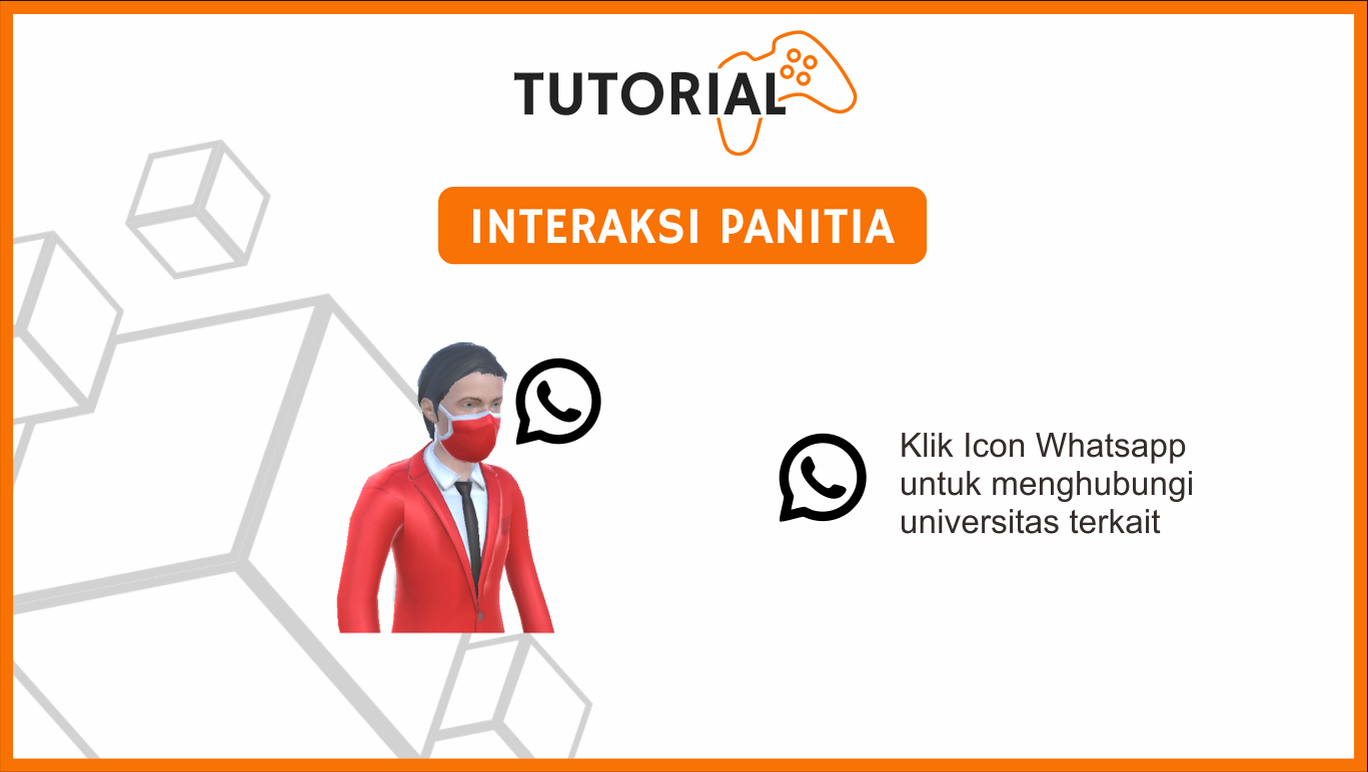 TUTORIAL
INTERAKSI PANITIA
Klik Icon Whatsapp
untuk menghubungi
universitas terkait